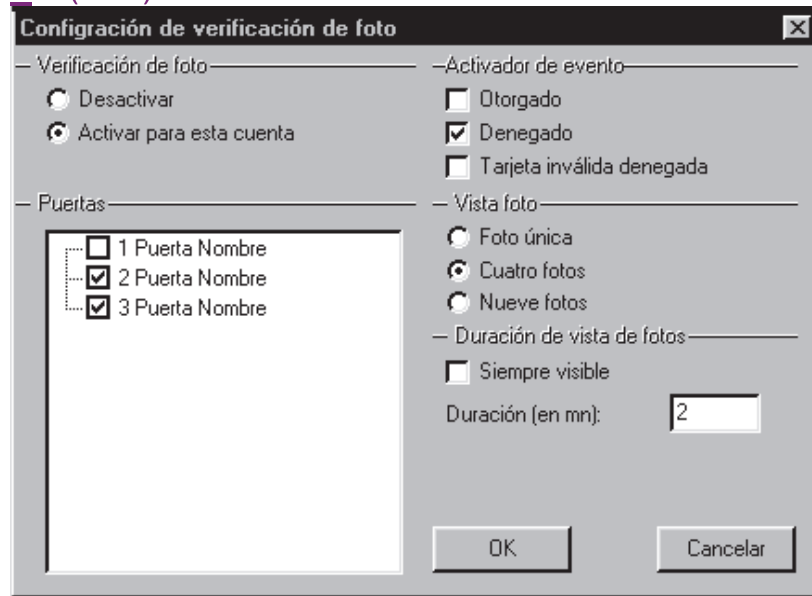 Configración de verificación de foto
Verificación de foto
Desactivar
Activar para esta cuenta
Puertas
1 Puerta Nombre
2 Puerta Nombre
3 Puerta Nombre
Activador de evento
Otorgado
Denegado
Tarjeta inválida denegada
Vista foto
Foto única
Cuatro fotos
Nueve fotos
Duración de vista de fotos
Siempre visible
Duración (en mn): 2
OK Cancelar